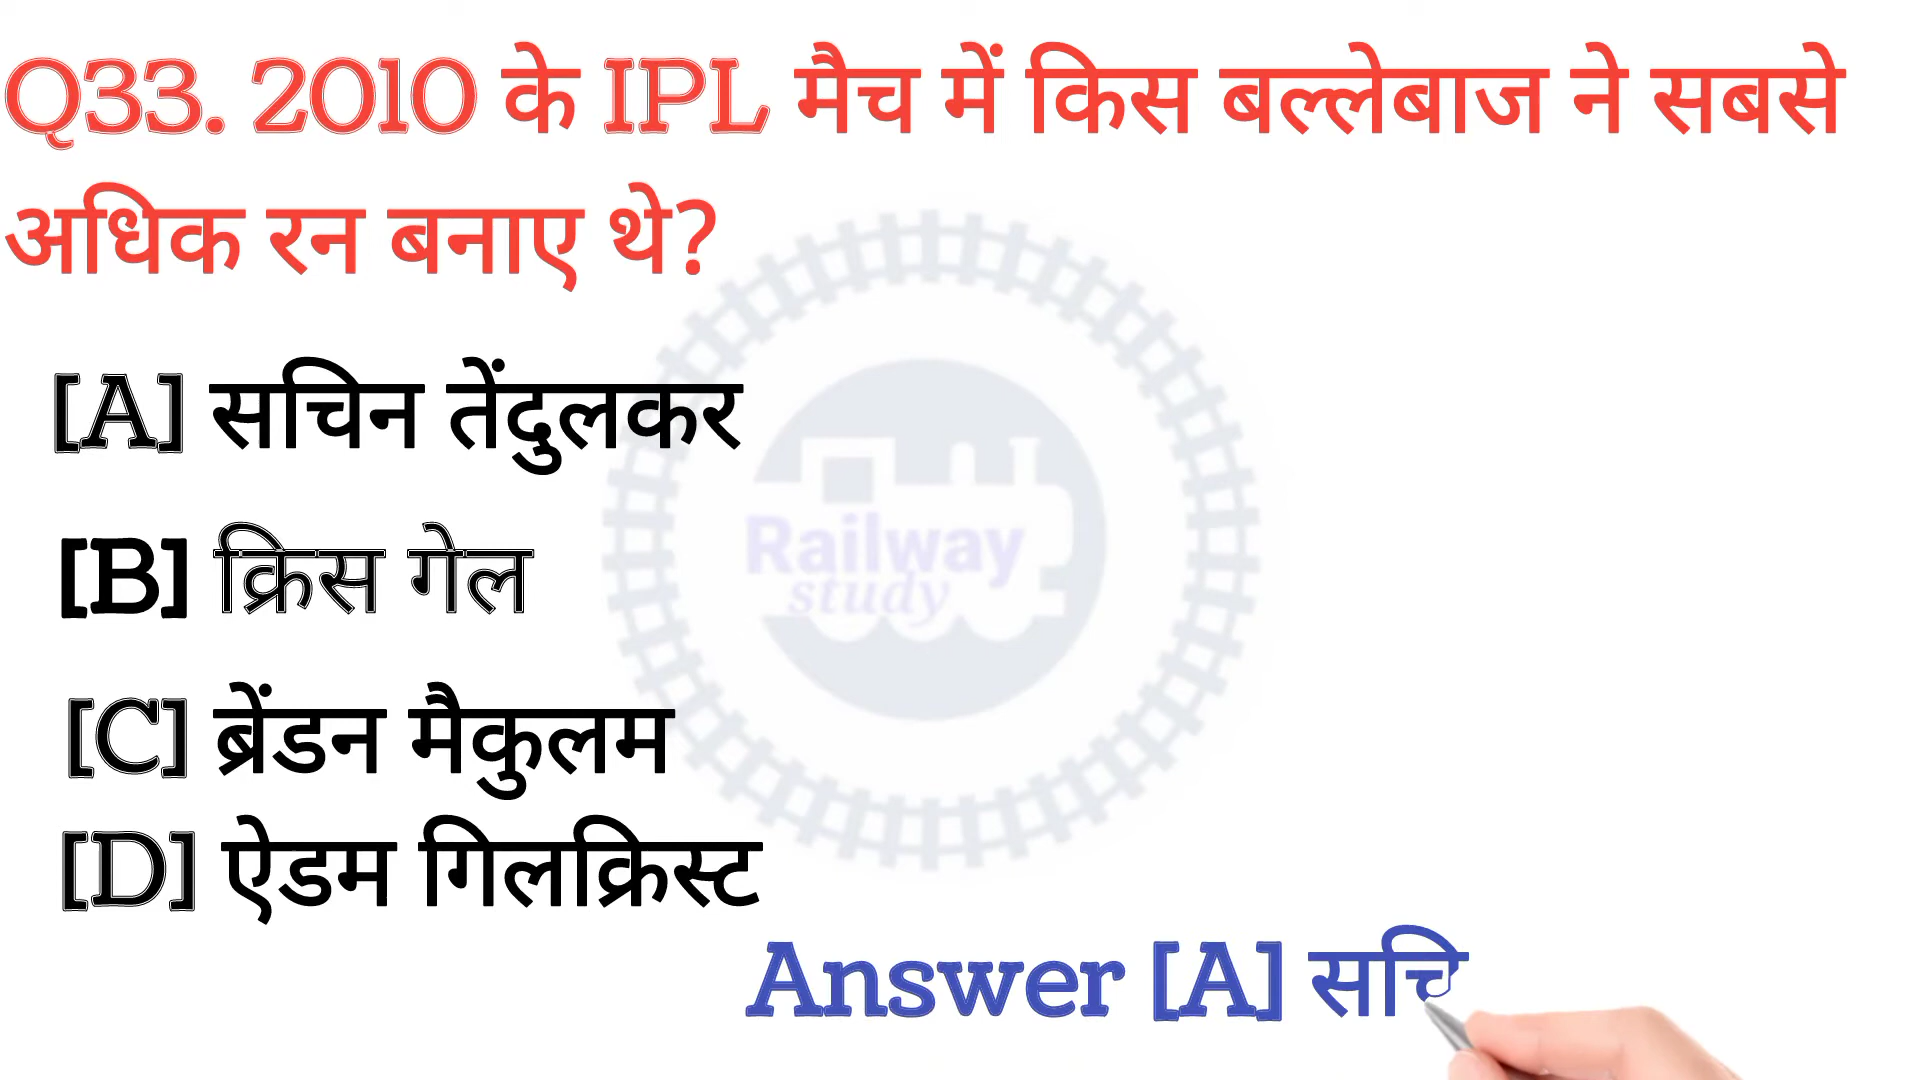 Q33. 2010 के IPL मैच में किस बल्लेबाज ने सबसे
अधिक रन बनाए थे?
[A] सचिन तेंदुलकर
[B] क्रिस गेल
Railway
study
[C] ब्रेंडन मैकुलम
[D] ऐडम गिलक्रिस्ट
Answer [A] सचि